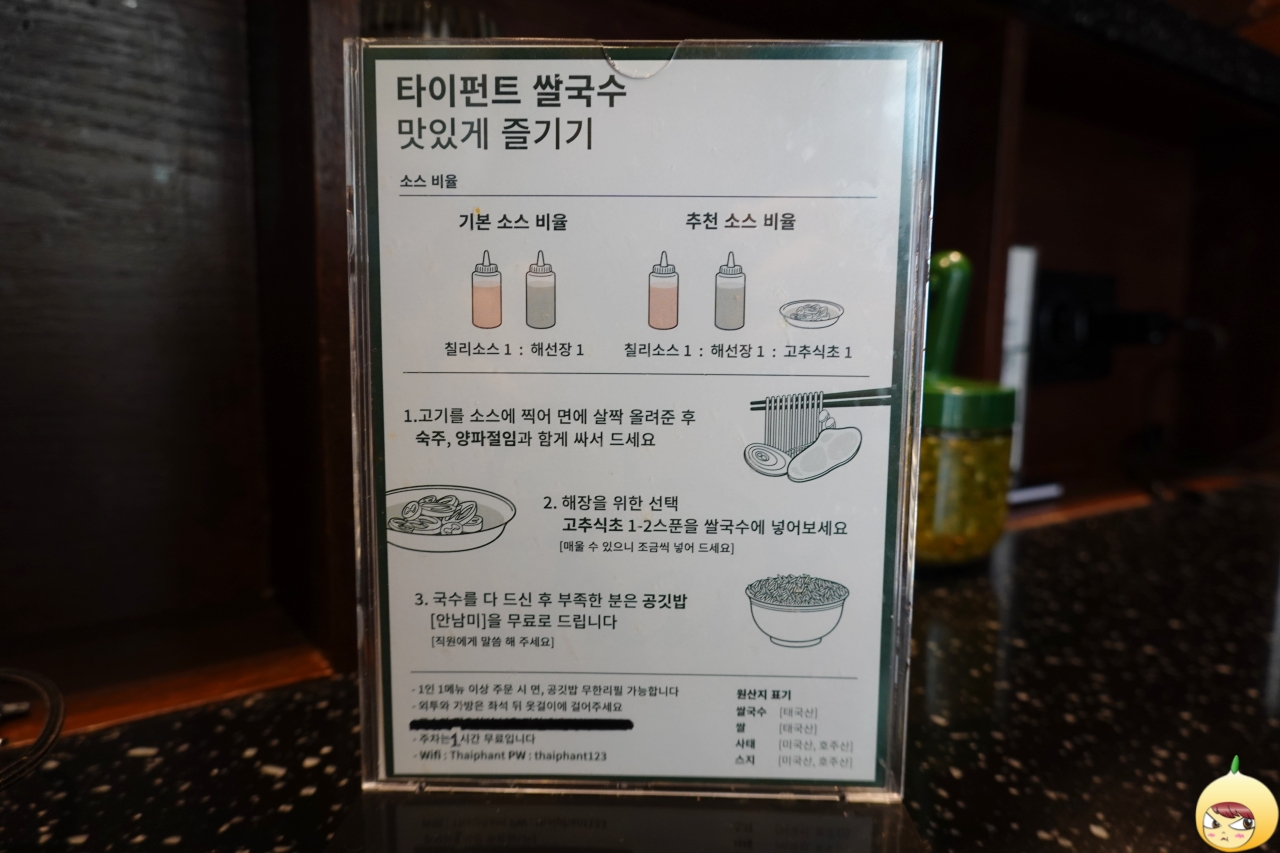 타이펀트 쌀국수
맛있게 즐기기
소스 비율
기본 소스 비율
칠리소스 1 : 해선장 1
추천 소스 비율
칠리소스 1 : 해선장 1 : 고추식초 1
1.고기를 소스에 찍어 면에 살짝 올려준 후
숙주, 양파절임과 함게 싸서 드세요
2. 해장을 위한 선택
고추식초 1-2스푼을 쌀국수에 넣어보세요
[매울 수 있으니 조금씩 넣어 드세요]
3. 국수를 다 드신 후 부족한 분은 공깃밥
[안남미]을 무료로 드립니다
[직원에게 말씀 해 주세요]
- 1인 1메뉴 이상 주문 시 면, 공깃밥 무한리필 가능합니다
- 외투와 가방은 좌석 뒤 옷걸이에 걸어주세요
- 주차는 1시간 무료입니다
- Wifi : Thaiphant PW : thaiphant123
원산지 표기
쌀국수 [태국산]
쌀 [태국산]
사태 [미국산, 호주산]
스지 [미국산, 호주산]